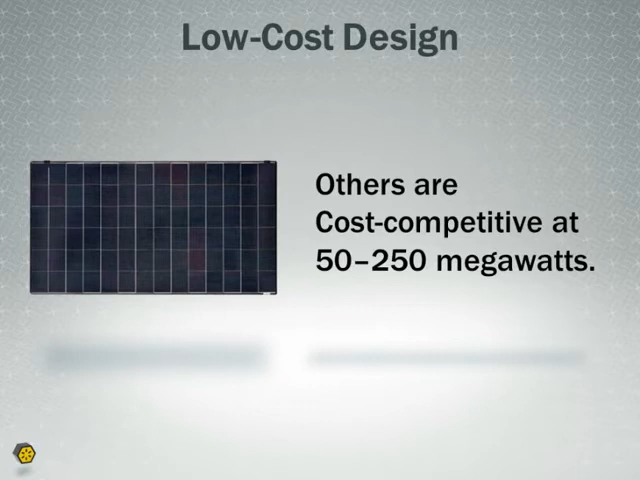 Low-Cost Design
Others are
Cost-competitive at
50–250 megawatts.